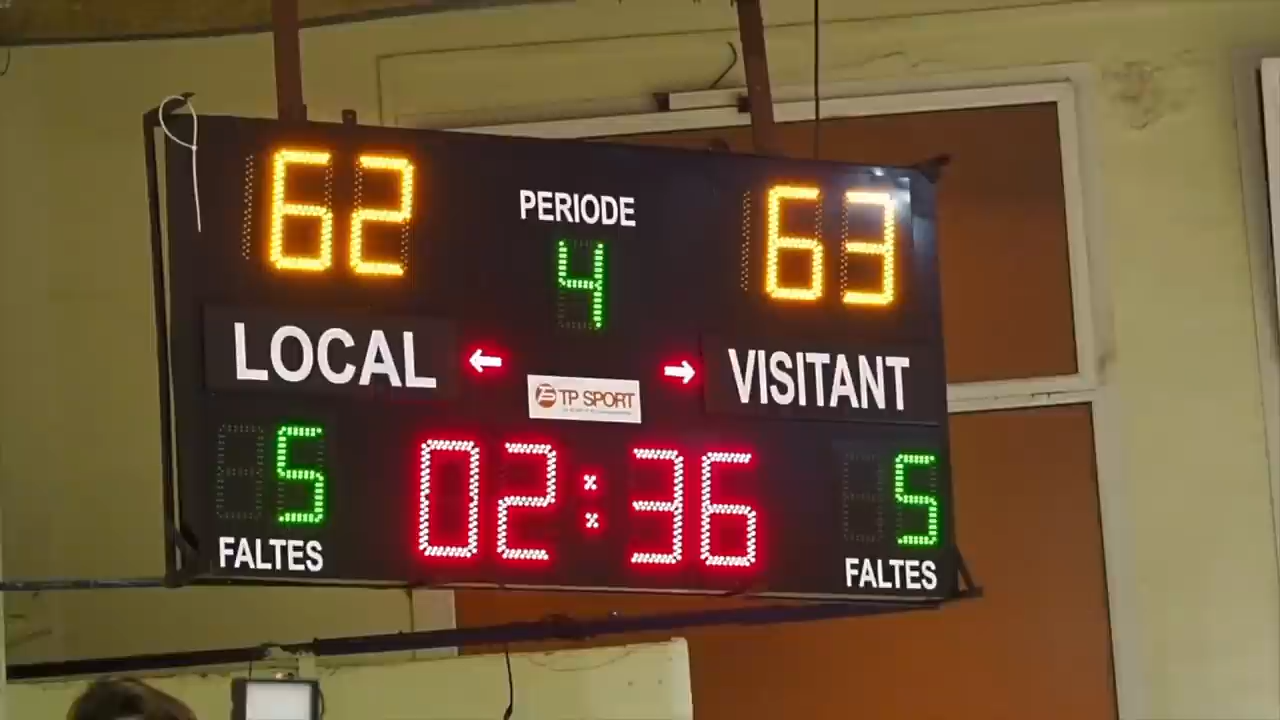 62
PERIODE
63
4
LOCAL ← → VISITANT
TP SPORT
5
02:36
5
FALTES
FALTES